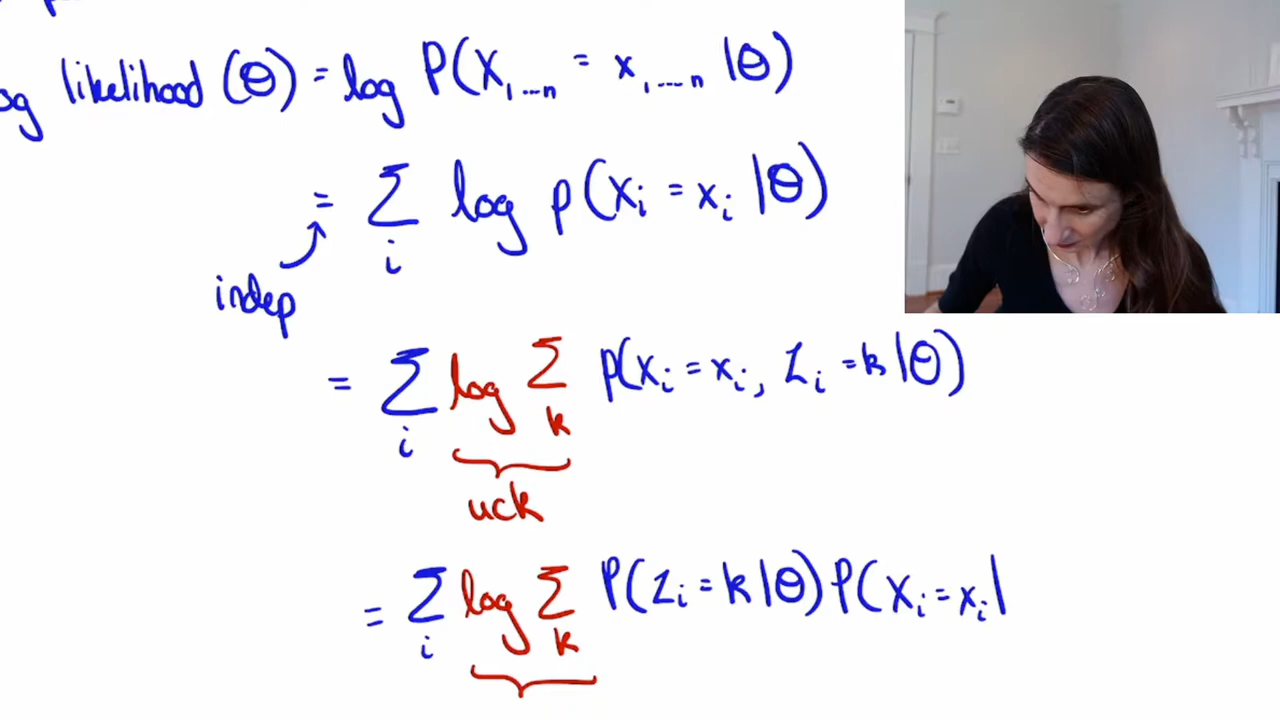 og likelihood (θ) = log P(X₁,...n = x₁,...n | θ)
= Σᵢ log p(Xᵢ = xᵢ | θ)
indep
= Σᵢ log Σₖ p(Xᵢ = xᵢ, Zᵢ = k | θ)
uck
= Σᵢ log Σₖ P(Zᵢ = k | θ) P(Xᵢ = xᵢ |